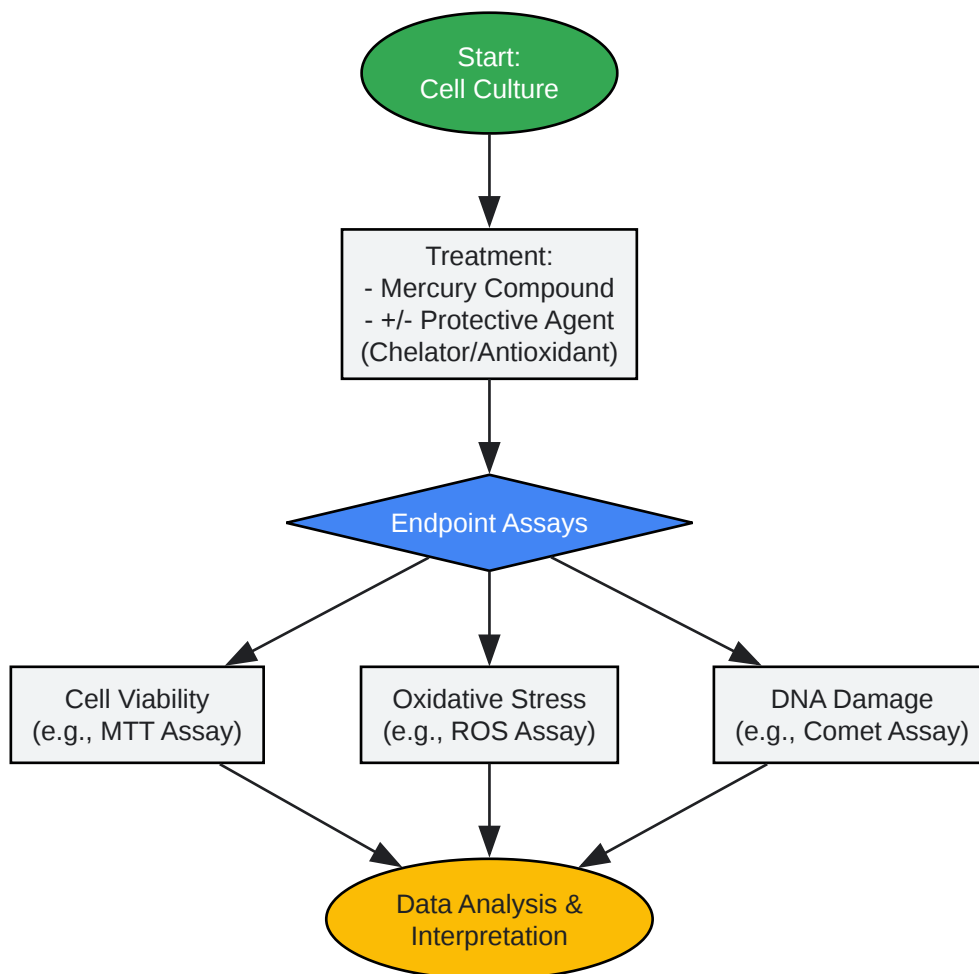 Start:
Cell Culture
Treatment:
- Mercury Compound
- +/- Protective Agent
(Chelator/Antioxidant)
Endpoint Assays
Cell Viability
(e.g., MTT Assay)
Oxidative Stress
(e.g., ROS Assay)
DNA Damage
(e.g., Comet Assay)
Data Analysis &
Interpretation